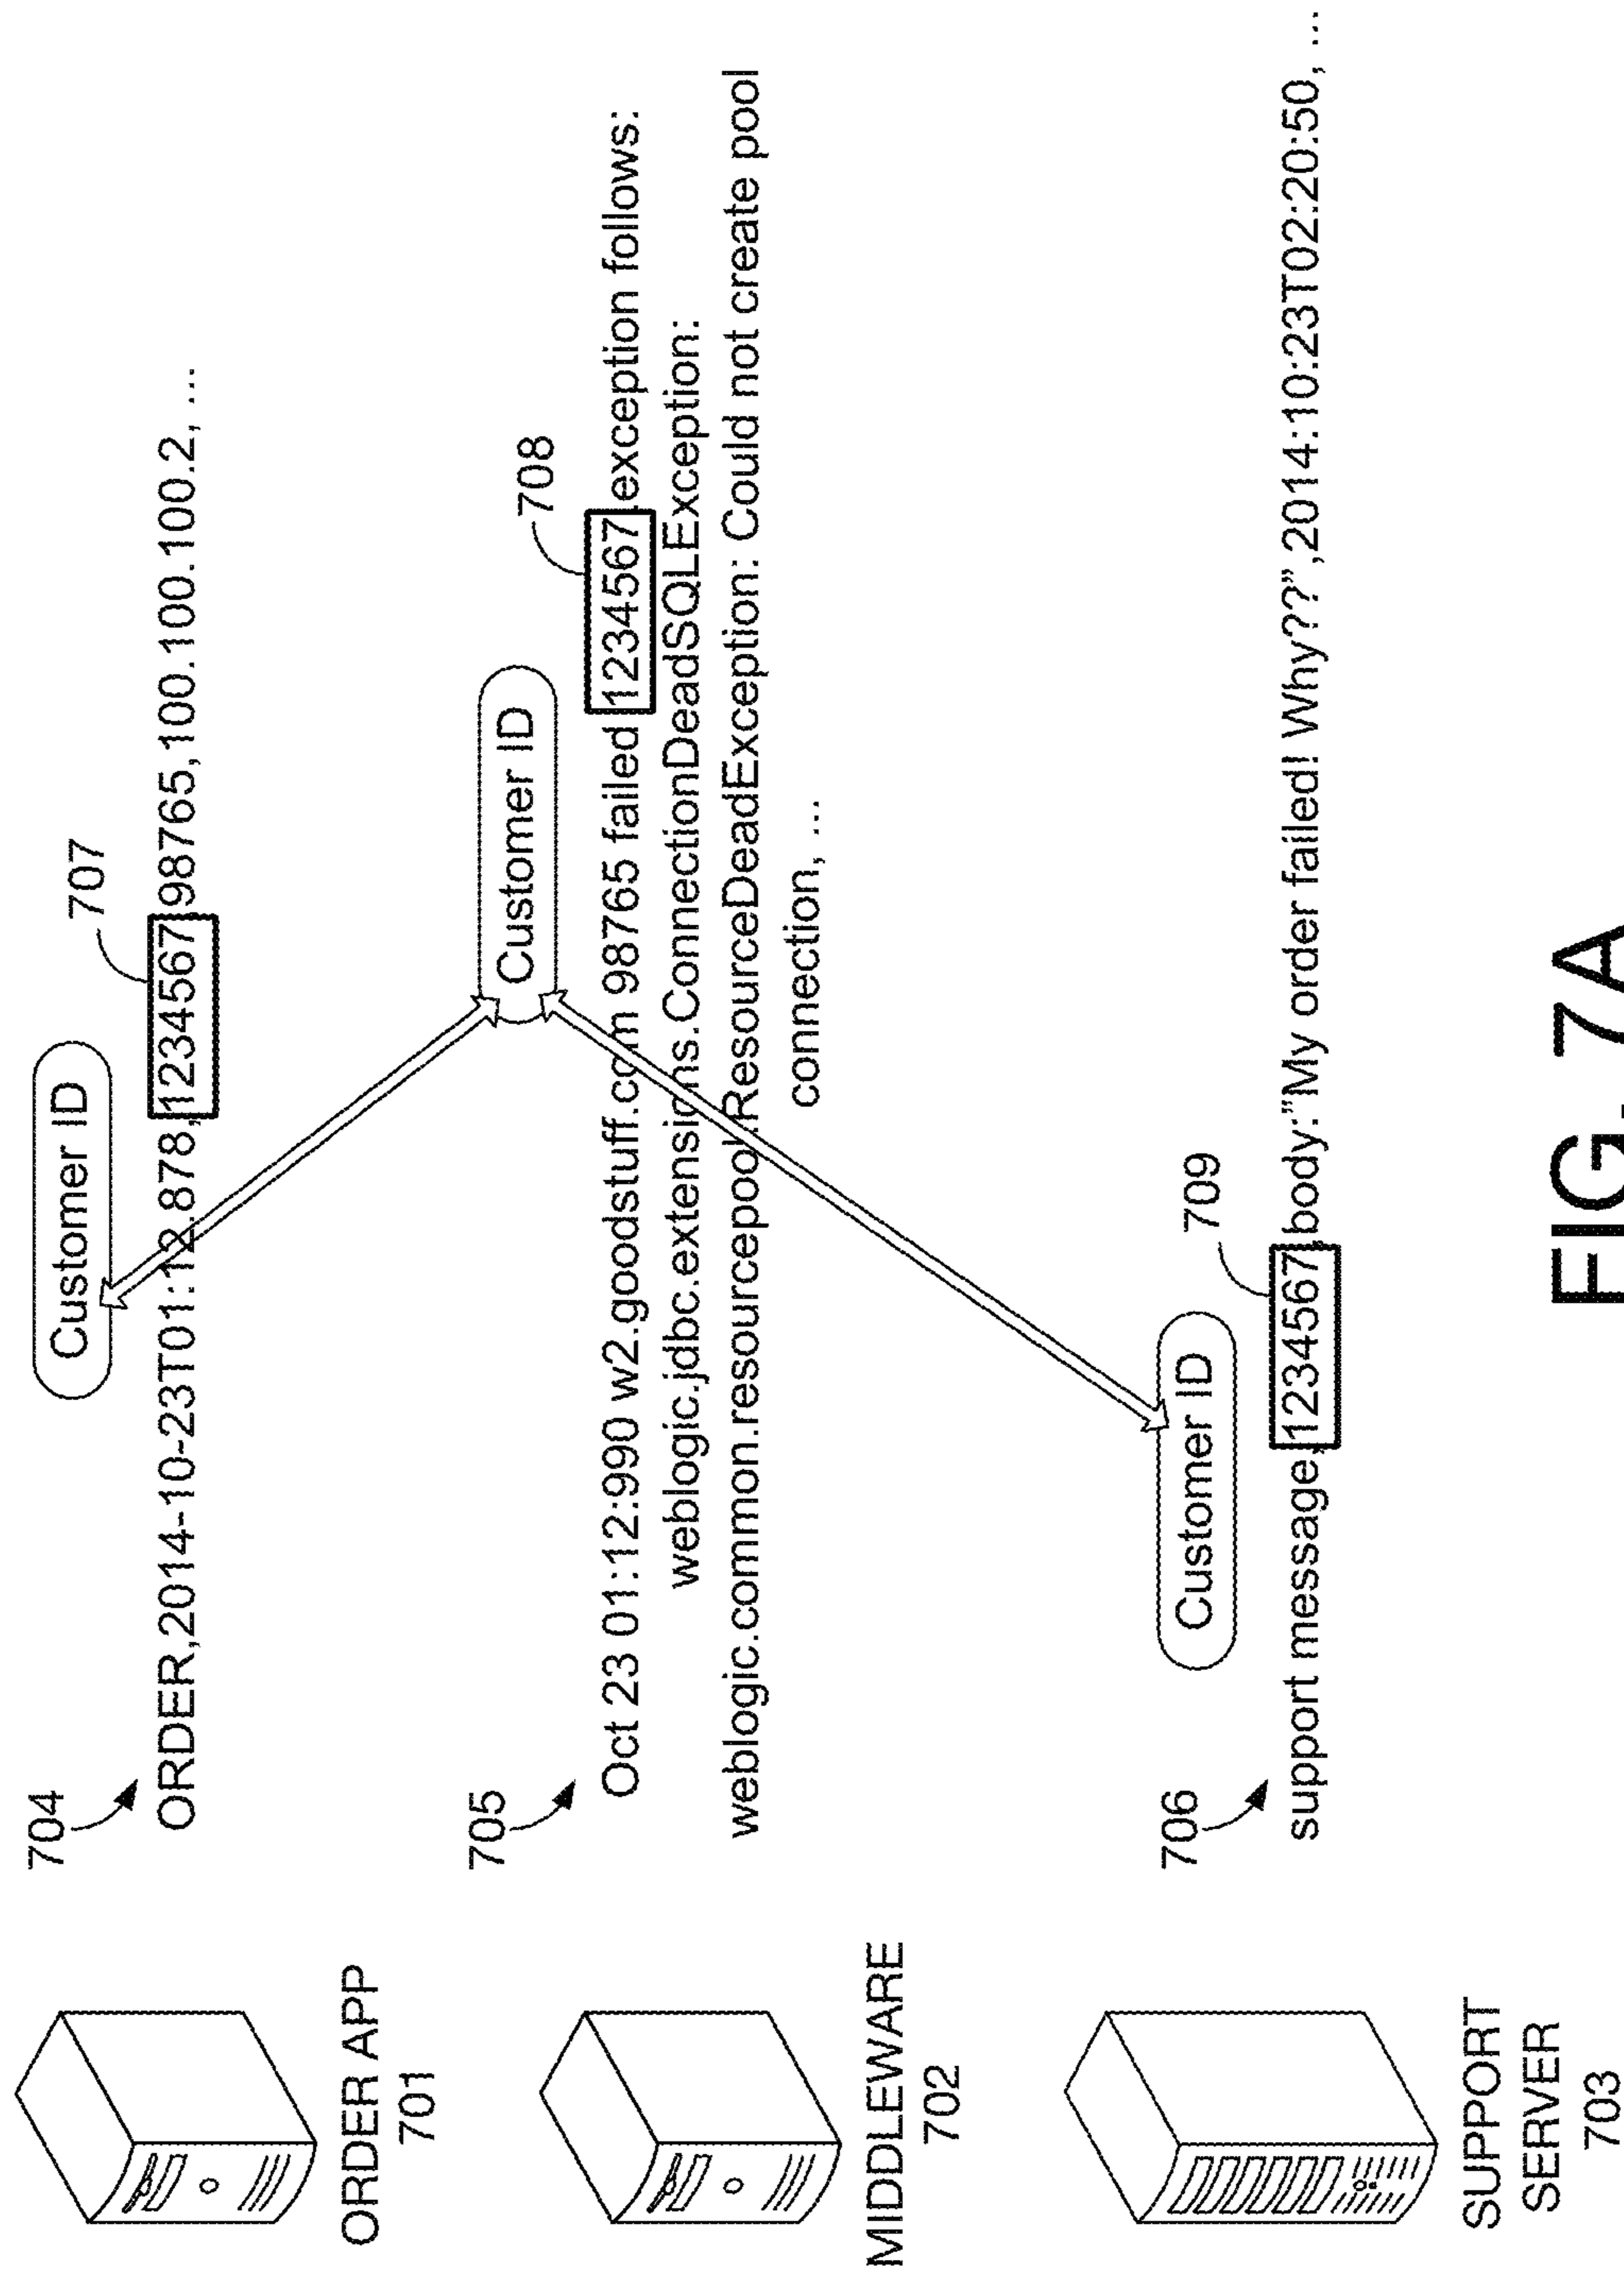 704
Customer ID
707
ORDER,2014-10-23T01:12.878,1234567,98765,100.100.100.2, ...
ORDER APP
701
705
Customer ID
708
Oct 23 01:12:990 w2.goodstuff.com 98765 failed 1234567.exception follows:
weblogic.jdbc.extensions.ConnectionDeadSQLException:
weblogic.common.resourcepool.ResourceDeadException: Could not create pool
connection, ...
MIDDLEWARE
702
706
Customer ID
709
support message,1234567,body:”My order failed! Why??”,2014:10:23T02:20:50, ...
SUPPORT
SERVER
703
FIG. 7A